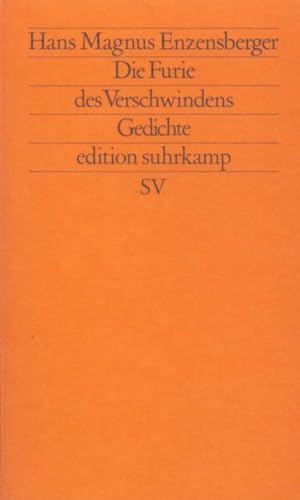 Hans Magnus Enzensberger
Die Furie
des Verschwindens
Gedichte
edition suhrkamp
SV